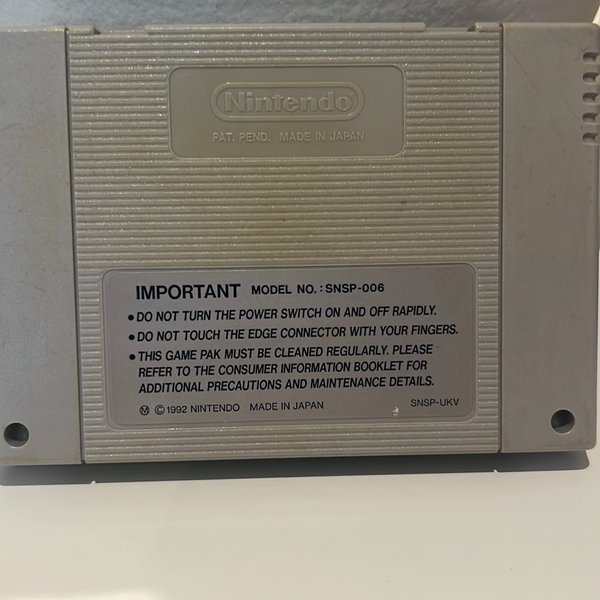 Nintendo
PAT. PEND. MADE IN JAPAN
IMPORTANT MODEL NO.: SNSP-006
• DO NOT TURN THE POWER SWITCH ON AND OFF RAPIDLY.
• DO NOT TOUCH THE EDGE CONNECTOR WITH YOUR FINGERS.
• THIS GAME PAK MUST BE CLEANED REGULARLY. PLEASE
REFER TO THE CONSUMER INFORMATION BOOKLET FOR
ADDITIONAL PRECAUTIONS AND MAINTENANCE DETAILS.
Ⓜ © 1992 NINTENDO MADE IN JAPAN SNSP-UKV